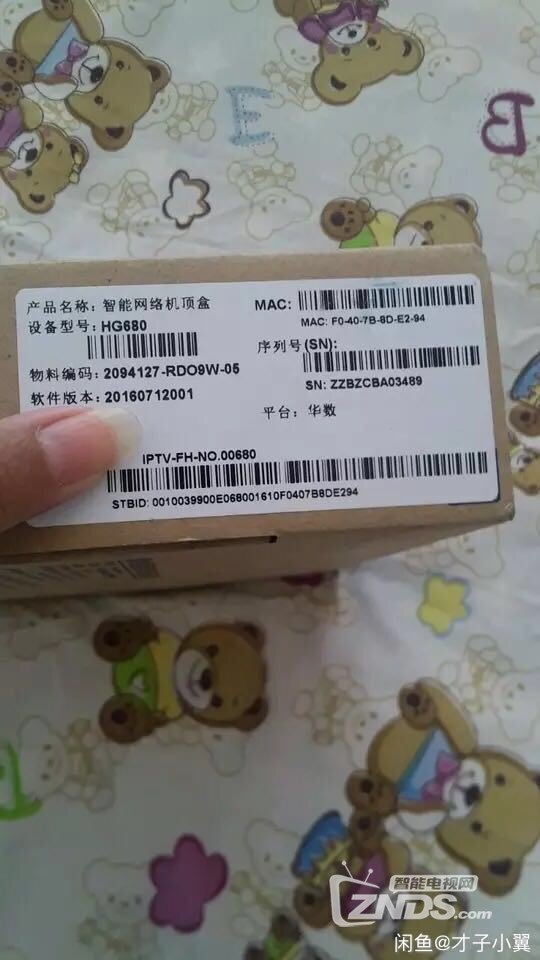 E
B
产品名称: 智能网络机顶盒
设备型号: HG680
MAC:
MAC: F0-40-7B-8D-E2-94
序列号(SN):
SN: ZZBZCBA03489
物料编码: 2094127-RDO9W-05
软件版本: 20160712001
平台: 华数
IPTV-FH-NO.00680
STBID: 0010039900E068001610F0407B8DE294
智能电视网
ZNDS.com
闲鱼@才子小翼